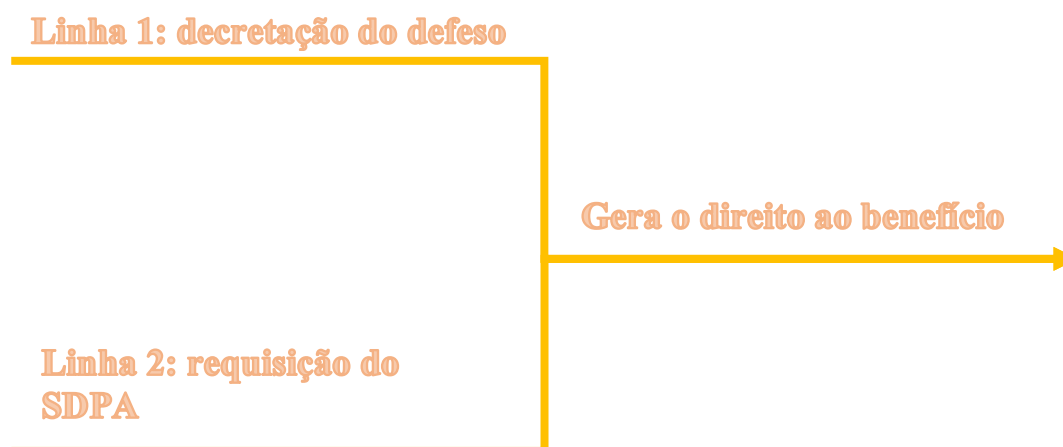 Linha 1: decretação do defeso
Gera o direito ao benefício
Linha 2: requisição do
SDPA